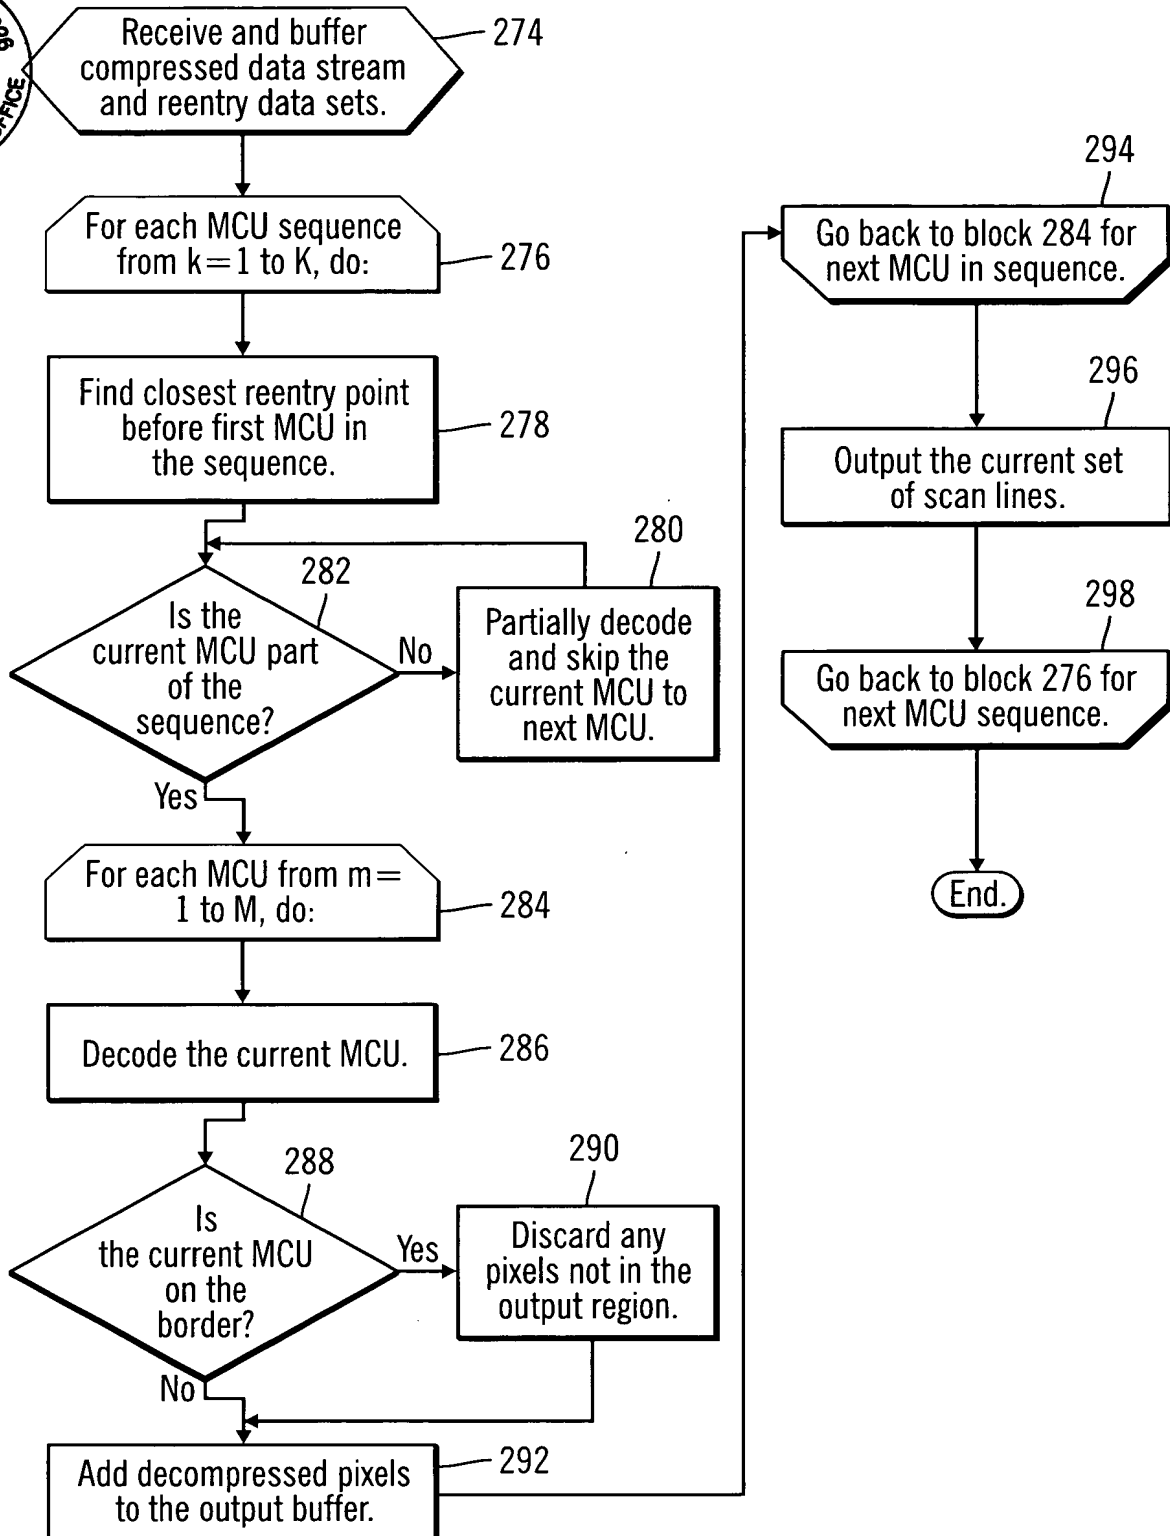 Receive and buffer
compressed data stream
and reentry data sets.
274
For each MCU sequence
from k=1 to K, do:
276
Find closest reentry point
before first MCU in
the sequence.
278
282
Is the
current MCU part
of the
sequence?
No
280
Partially decode
and skip the
current MCU to
next MCU.
Yes
For each MCU from m=
1 to M, do:
284
Decode the current MCU.
286
288
Is
the current MCU
on the
border?
Yes
290
Discard any
pixels not in the
output region.
No
Add decompressed pixels
to the output buffer.
292
294
Go back to block 284 for
next MCU in sequence.
296
Output the current set
of scan lines.
298
Go back to block 276 for
next MCU sequence.
End.